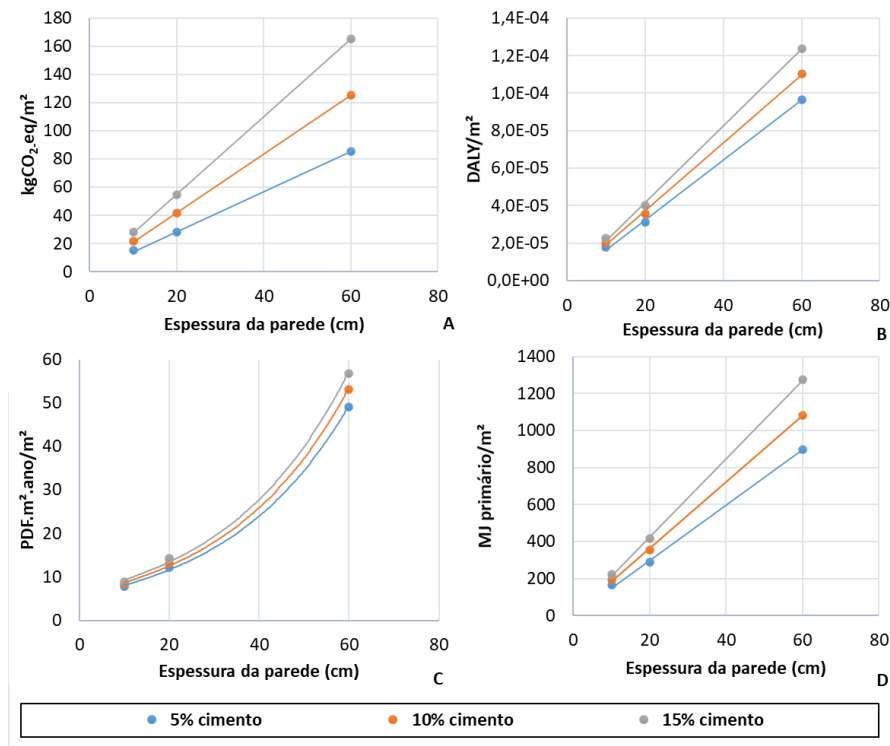 180
160
140
120
100
80
60
40
20
0
kgCO₂.eq/m²
0 20 40 60 80
Espessura da parede (cm)
A
1,4E-04
1,2E-04
1,0E-04
8,0E-05
6,0E-05
4,0E-05
2,0E-05
0,0E+00
DALY/m²
0 20 40 60 80
Espessura da parede (cm)
B
60
50
40
30
20
10
0
PDF.m².ano/m²
0 20 40 60 80
Espessura da parede (cm)
C
1400
1200
1000
800
600
400
200
0
MJ primário/m²
0 20 40 60 80
Espessura da parede (cm)
D
5% cimento 10% cimento 15% cimento